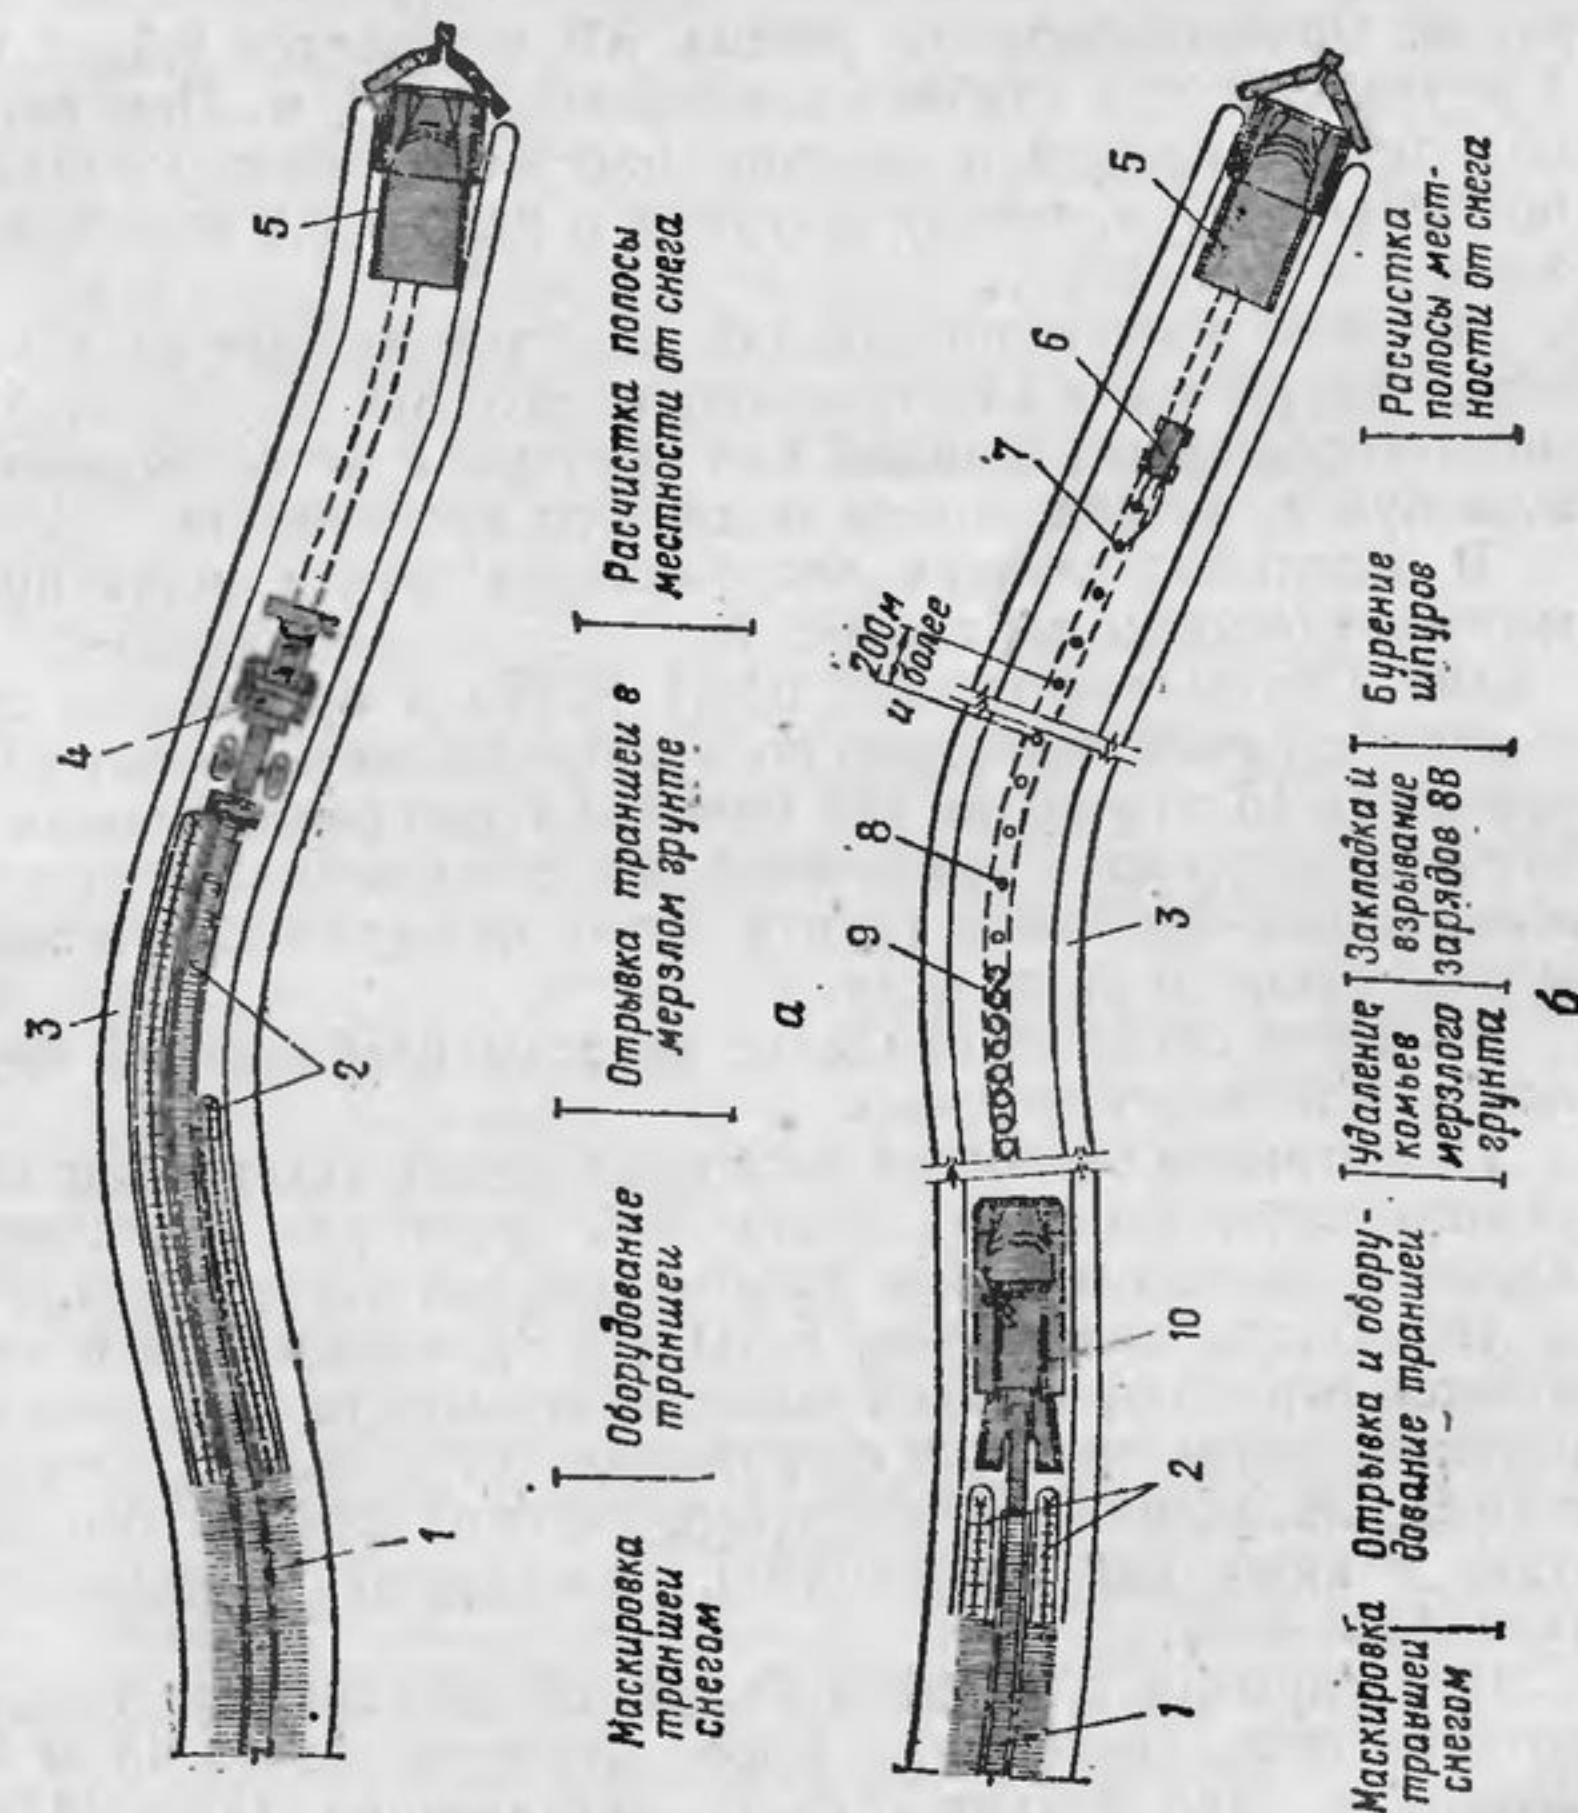 5
4
3
2
1
Маскировка
траншеи
снегом
Оборудование
траншеи
Отрывка траншеи в
мерзлом грунте
Расчистка полосы
местности от снега
а
5
6
7
200м
и более
8
9
3
10
2
1
Маскировка
траншеи
снегом
Отрывка и обору-
дование траншеи
Удаление
комьев
мерзлого
грунта
Закладка и
взрывание
зарядов ВВ
Бурение
шпуров
Расчистка
полосы мест-
ности от снега
б